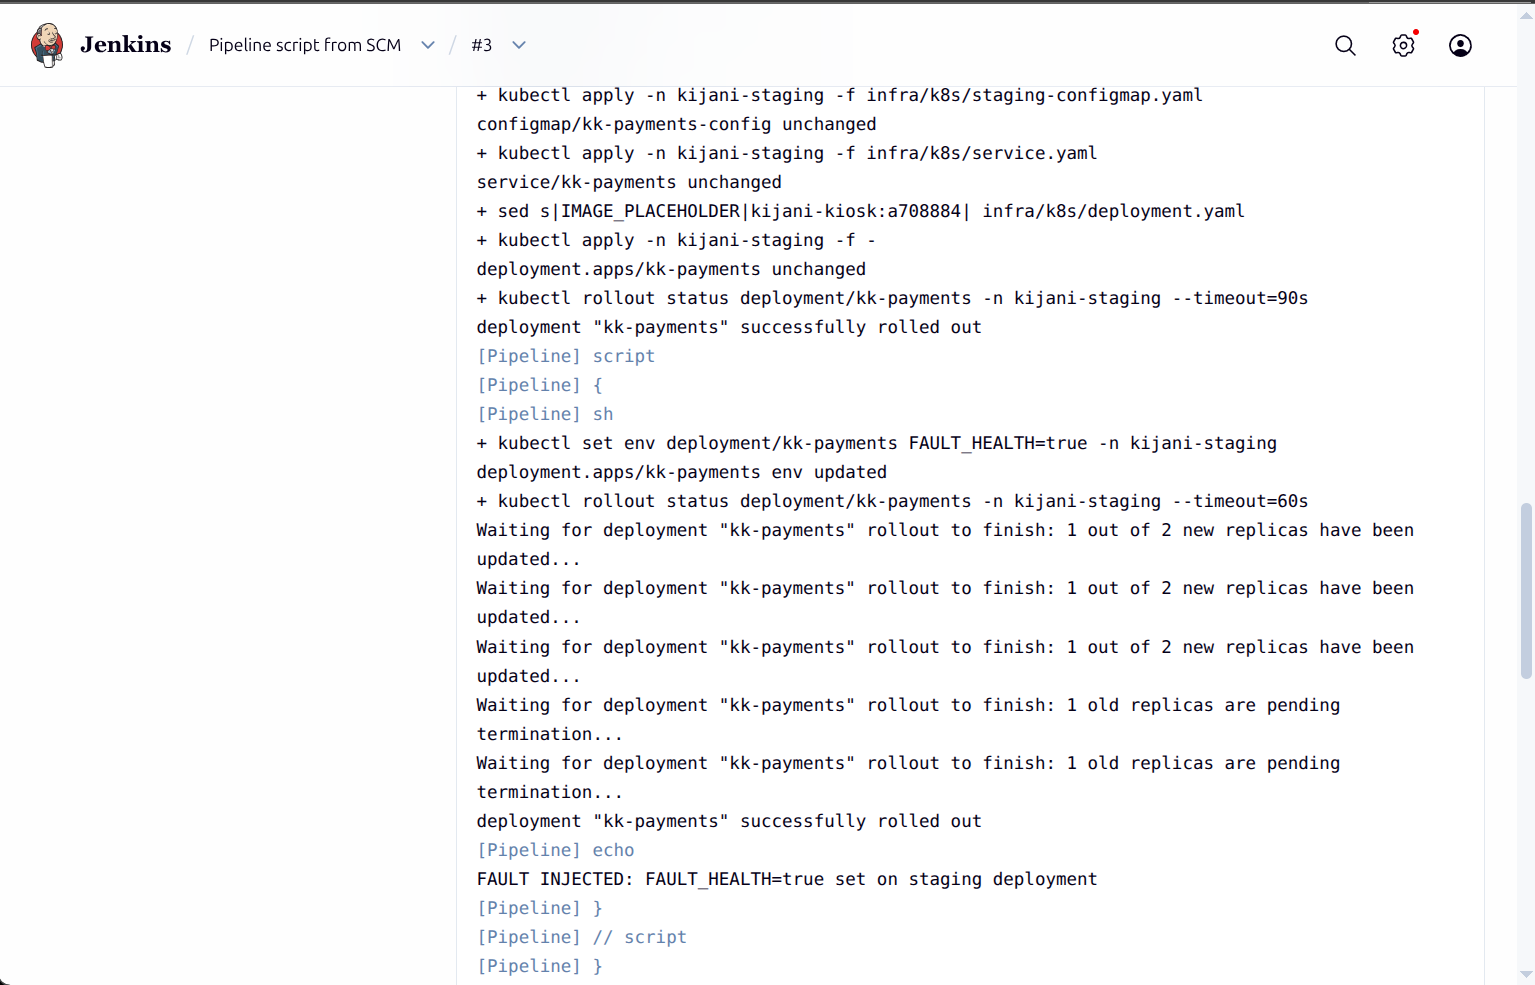 Jenkins / Pipeline script from SCM / #3
+ kubectl apply -n kijani-staging -f infra/k8s/staging-configmap.yaml
configmap/kk-payments-config unchanged
+ kubectl apply -n kijani-staging -f infra/k8s/service.yaml
service/kk-payments unchanged
+ sed s|IMAGE_PLACEHOLDER|kijani-kiosk:a708884| infra/k8s/deployment.yaml
+ kubectl apply -n kijani-staging -f -
deployment.apps/kk-payments unchanged
+ kubectl rollout status deployment/kk-payments -n kijani-staging --timeout=90s
deployment "kk-payments" successfully rolled out
[Pipeline] script
[Pipeline] {
[Pipeline] sh
+ kubectl set env deployment/kk-payments FAULT_HEALTH=true -n kijani-staging
deployment.apps/kk-payments env updated
+ kubectl rollout status deployment/kk-payments -n kijani-staging --timeout=60s
Waiting for deployment "kk-payments" rollout to finish: 1 out of 2 new replicas have been
updated...
Waiting for deployment "kk-payments" rollout to finish: 1 out of 2 new replicas have been
updated...
Waiting for deployment "kk-payments" rollout to finish: 1 out of 2 new replicas have been
updated...
Waiting for deployment "kk-payments" rollout to finish: 1 old replicas are pending
termination...
Waiting for deployment "kk-payments" rollout to finish: 1 old replicas are pending
termination...
deployment "kk-payments" successfully rolled out
[Pipeline] echo
FAULT INJECTED: FAULT_HEALTH=true set on staging deployment
[Pipeline] }
[Pipeline] // script
[Pipeline] }